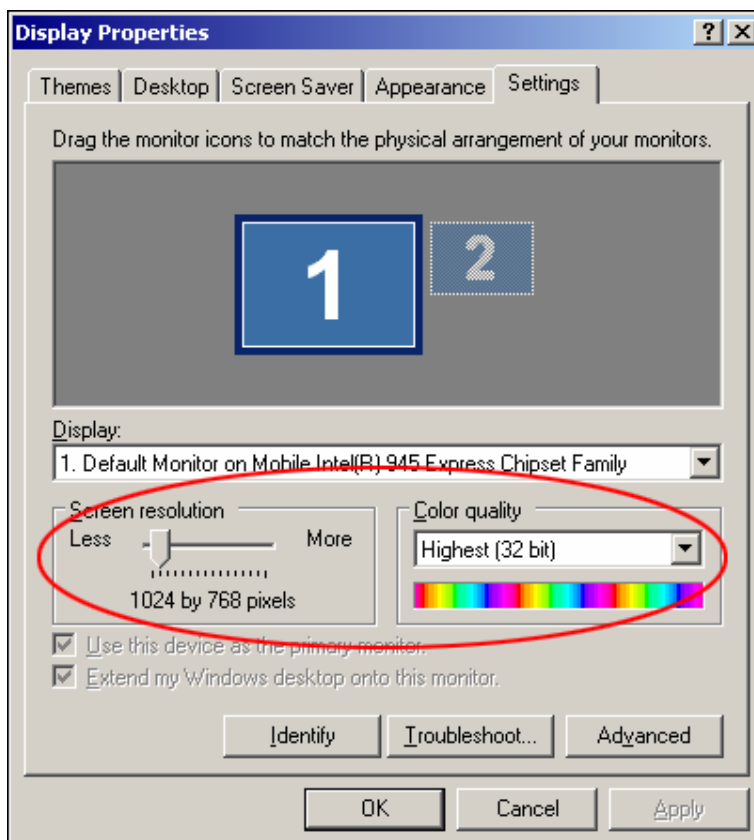 Display Properties
Themes Desktop Screen Saver Appearance Settings
Drag the monitor icons to match the physical arrangement of your monitors.
1 2
Display:
1. Default Monitor on Mobile Intel(R) 945 Express Chipset Family
Screen resolution
Less More
1024 by 768 pixels
Color quality
Highest (32 bit)
Use this device as the primary monitor.
Extend my Windows desktop onto this monitor.
Identify Troubleshoot... Advanced
OK Cancel Apply